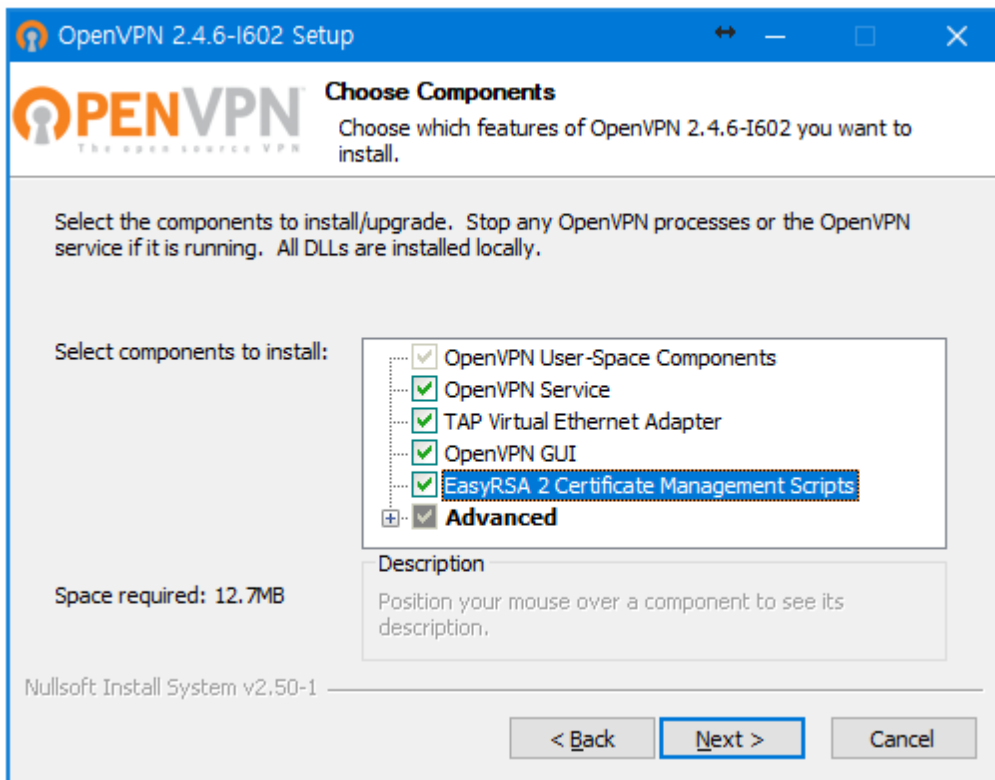 OpenVPN 2.4.6-I602 Setup
OPENVPN
The open source VPN
Choose Components
Choose which features of OpenVPN 2.4.6-I602 you want to
install.
Select the components to install/upgrade.  Stop any OpenVPN processes or the OpenVPN
service if it is running.  All DLLs are installed locally.
Select components to install:
OpenVPN User-Space Components
OpenVPN Service
TAP Virtual Ethernet Adapter
OpenVPN GUI
EasyRSA 2 Certificate Management Scripts
Advanced
Space required: 12.7MB
Description
Position your mouse over a component to see its
description.
Nullsoft Install System v2.50-1
< Back
Next >
Cancel